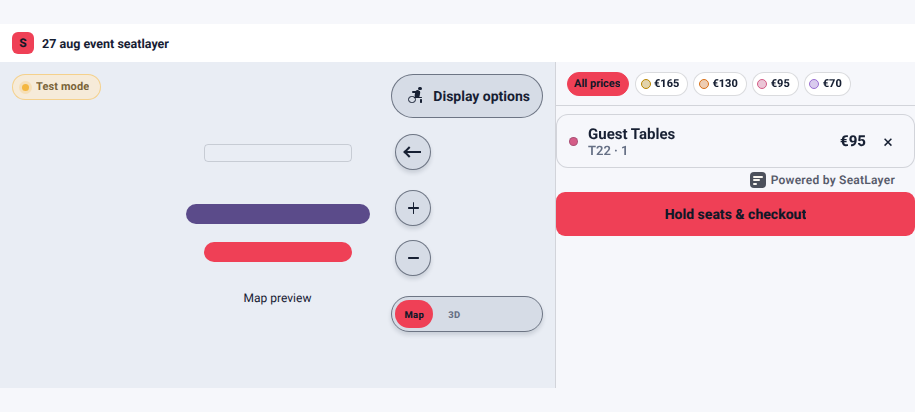 S 27 aug event seatlayer
Test mode
Display options
Map preview
Map 3D
All prices €165 €130 €95 €70
Guest Tables
T22 · 1
€95 ×
Powered by SeatLayer
Hold seats & checkout